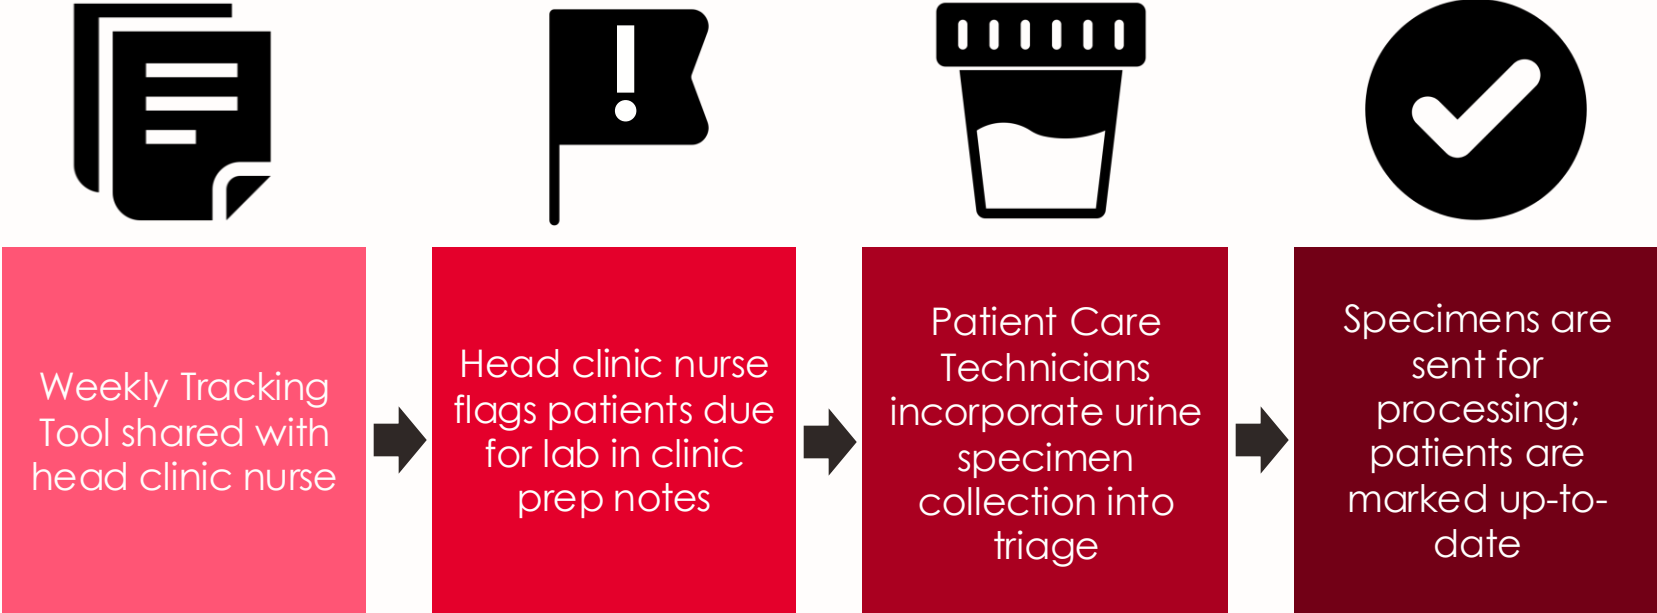 Weekly Tracking
Tool shared with
head clinic nurse
Head clinic nurse
flags patients due
for lab in clinic
prep notes
Patient Care
Technicians
incorporate urine
specimen
collection into
triage
Specimens are
sent for
processing;
patients are
marked up-to-
date